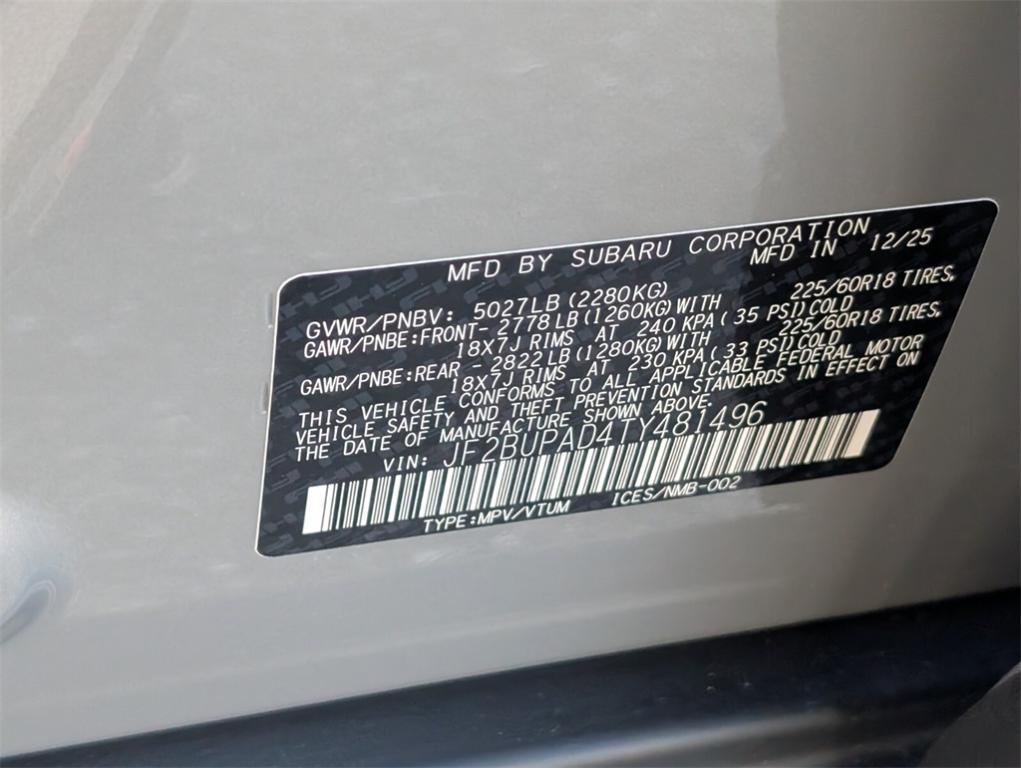 MFD BY SUBARU CORPORATION
MFD IN 12/25
GVWR/PNBV: 5027LB (2280KG)
GAWR/PNBE:FRONT- 2778LB (1260KG) WITH 225/60R18 TIRES,
18X7J RIMS AT 240 KPA (35 PSI) COLD
GAWR/PNBE:REAR - 2822LB (1280KG) WITH 225/60R18 TIRES,
18X7J RIMS AT 230 KPA (33 PSI) COLD
THIS VEHICLE CONFORMS TO ALL APPLICABLE FEDERAL MOTOR
VEHICLE SAFETY AND THEFT PREVENTION STANDARDS IN EFFECT ON
THE DATE OF MANUFACTURE SHOWN ABOVE.
VIN: JF2BUPAD4TY481496
TYPE:MPV/VTUM ICES/NMB-002